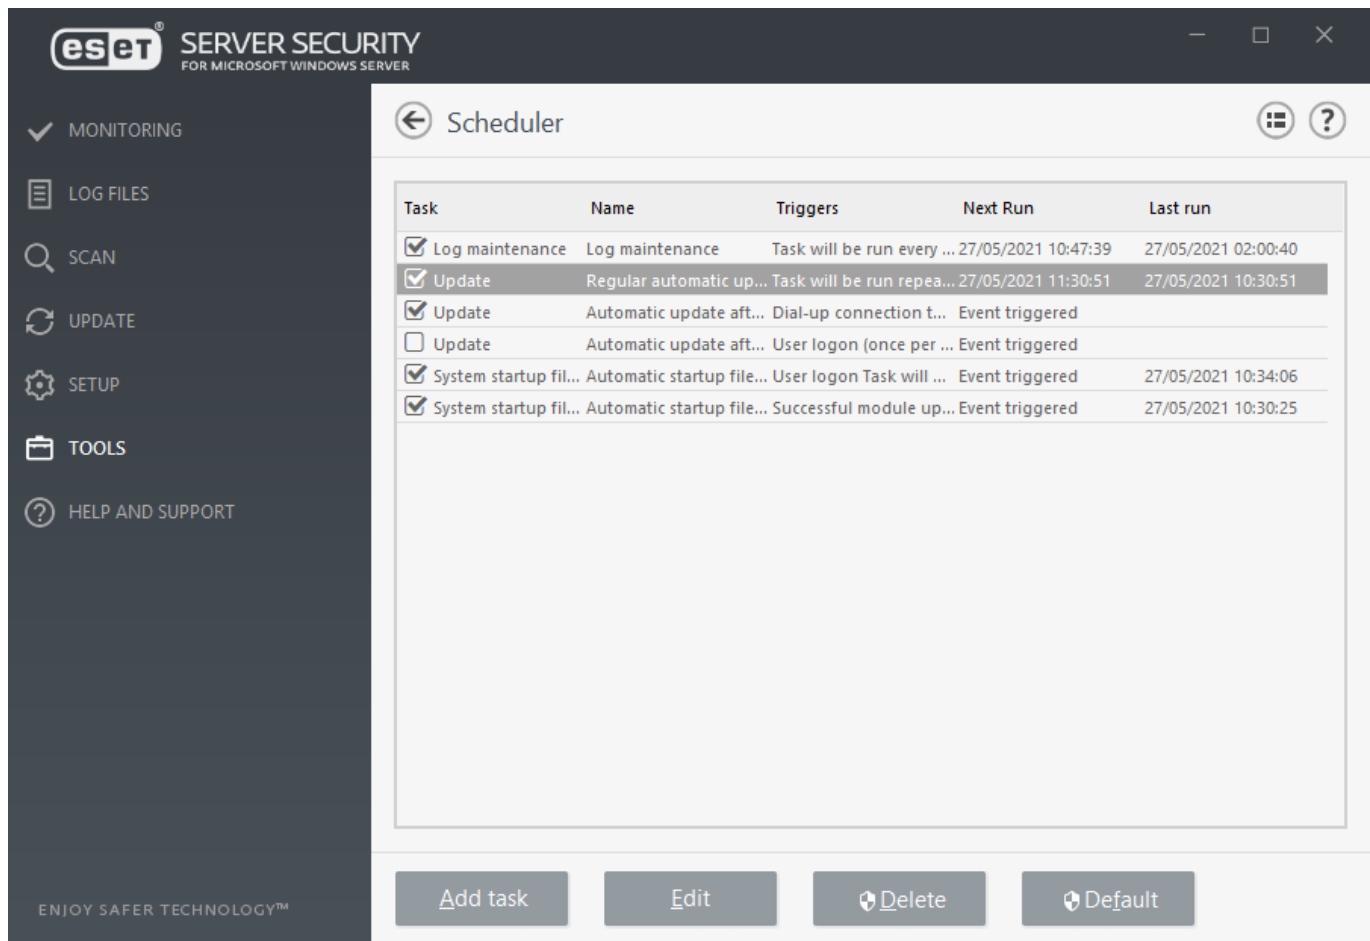 eset® SERVER SECURITY
FOR MICROSOFT WINDOWS SERVER
MONITORING
LOG FILES
SCAN
UPDATE
SETUP
TOOLS
HELP AND SUPPORT
ENJOY SAFER TECHNOLOGY™
Scheduler
Task Name Triggers Next Run Last run
Log maintenance Log maintenance Task will be run every ... 27/05/2021 10:47:39 27/05/2021 02:00:40
Update Regular automatic up... Task will be run repea... 27/05/2021 11:30:51 27/05/2021 10:30:51
Update Automatic update aft... Dial-up connection t... Event triggered
Update Automatic update aft... User logon (once per ... Event triggered
System startup fil... Automatic startup file... User logon Task will ... Event triggered 27/05/2021 10:34:06
System startup fil... Automatic startup file... Successful module up... Event triggered 27/05/2021 10:30:25
Add task Edit Delete Default